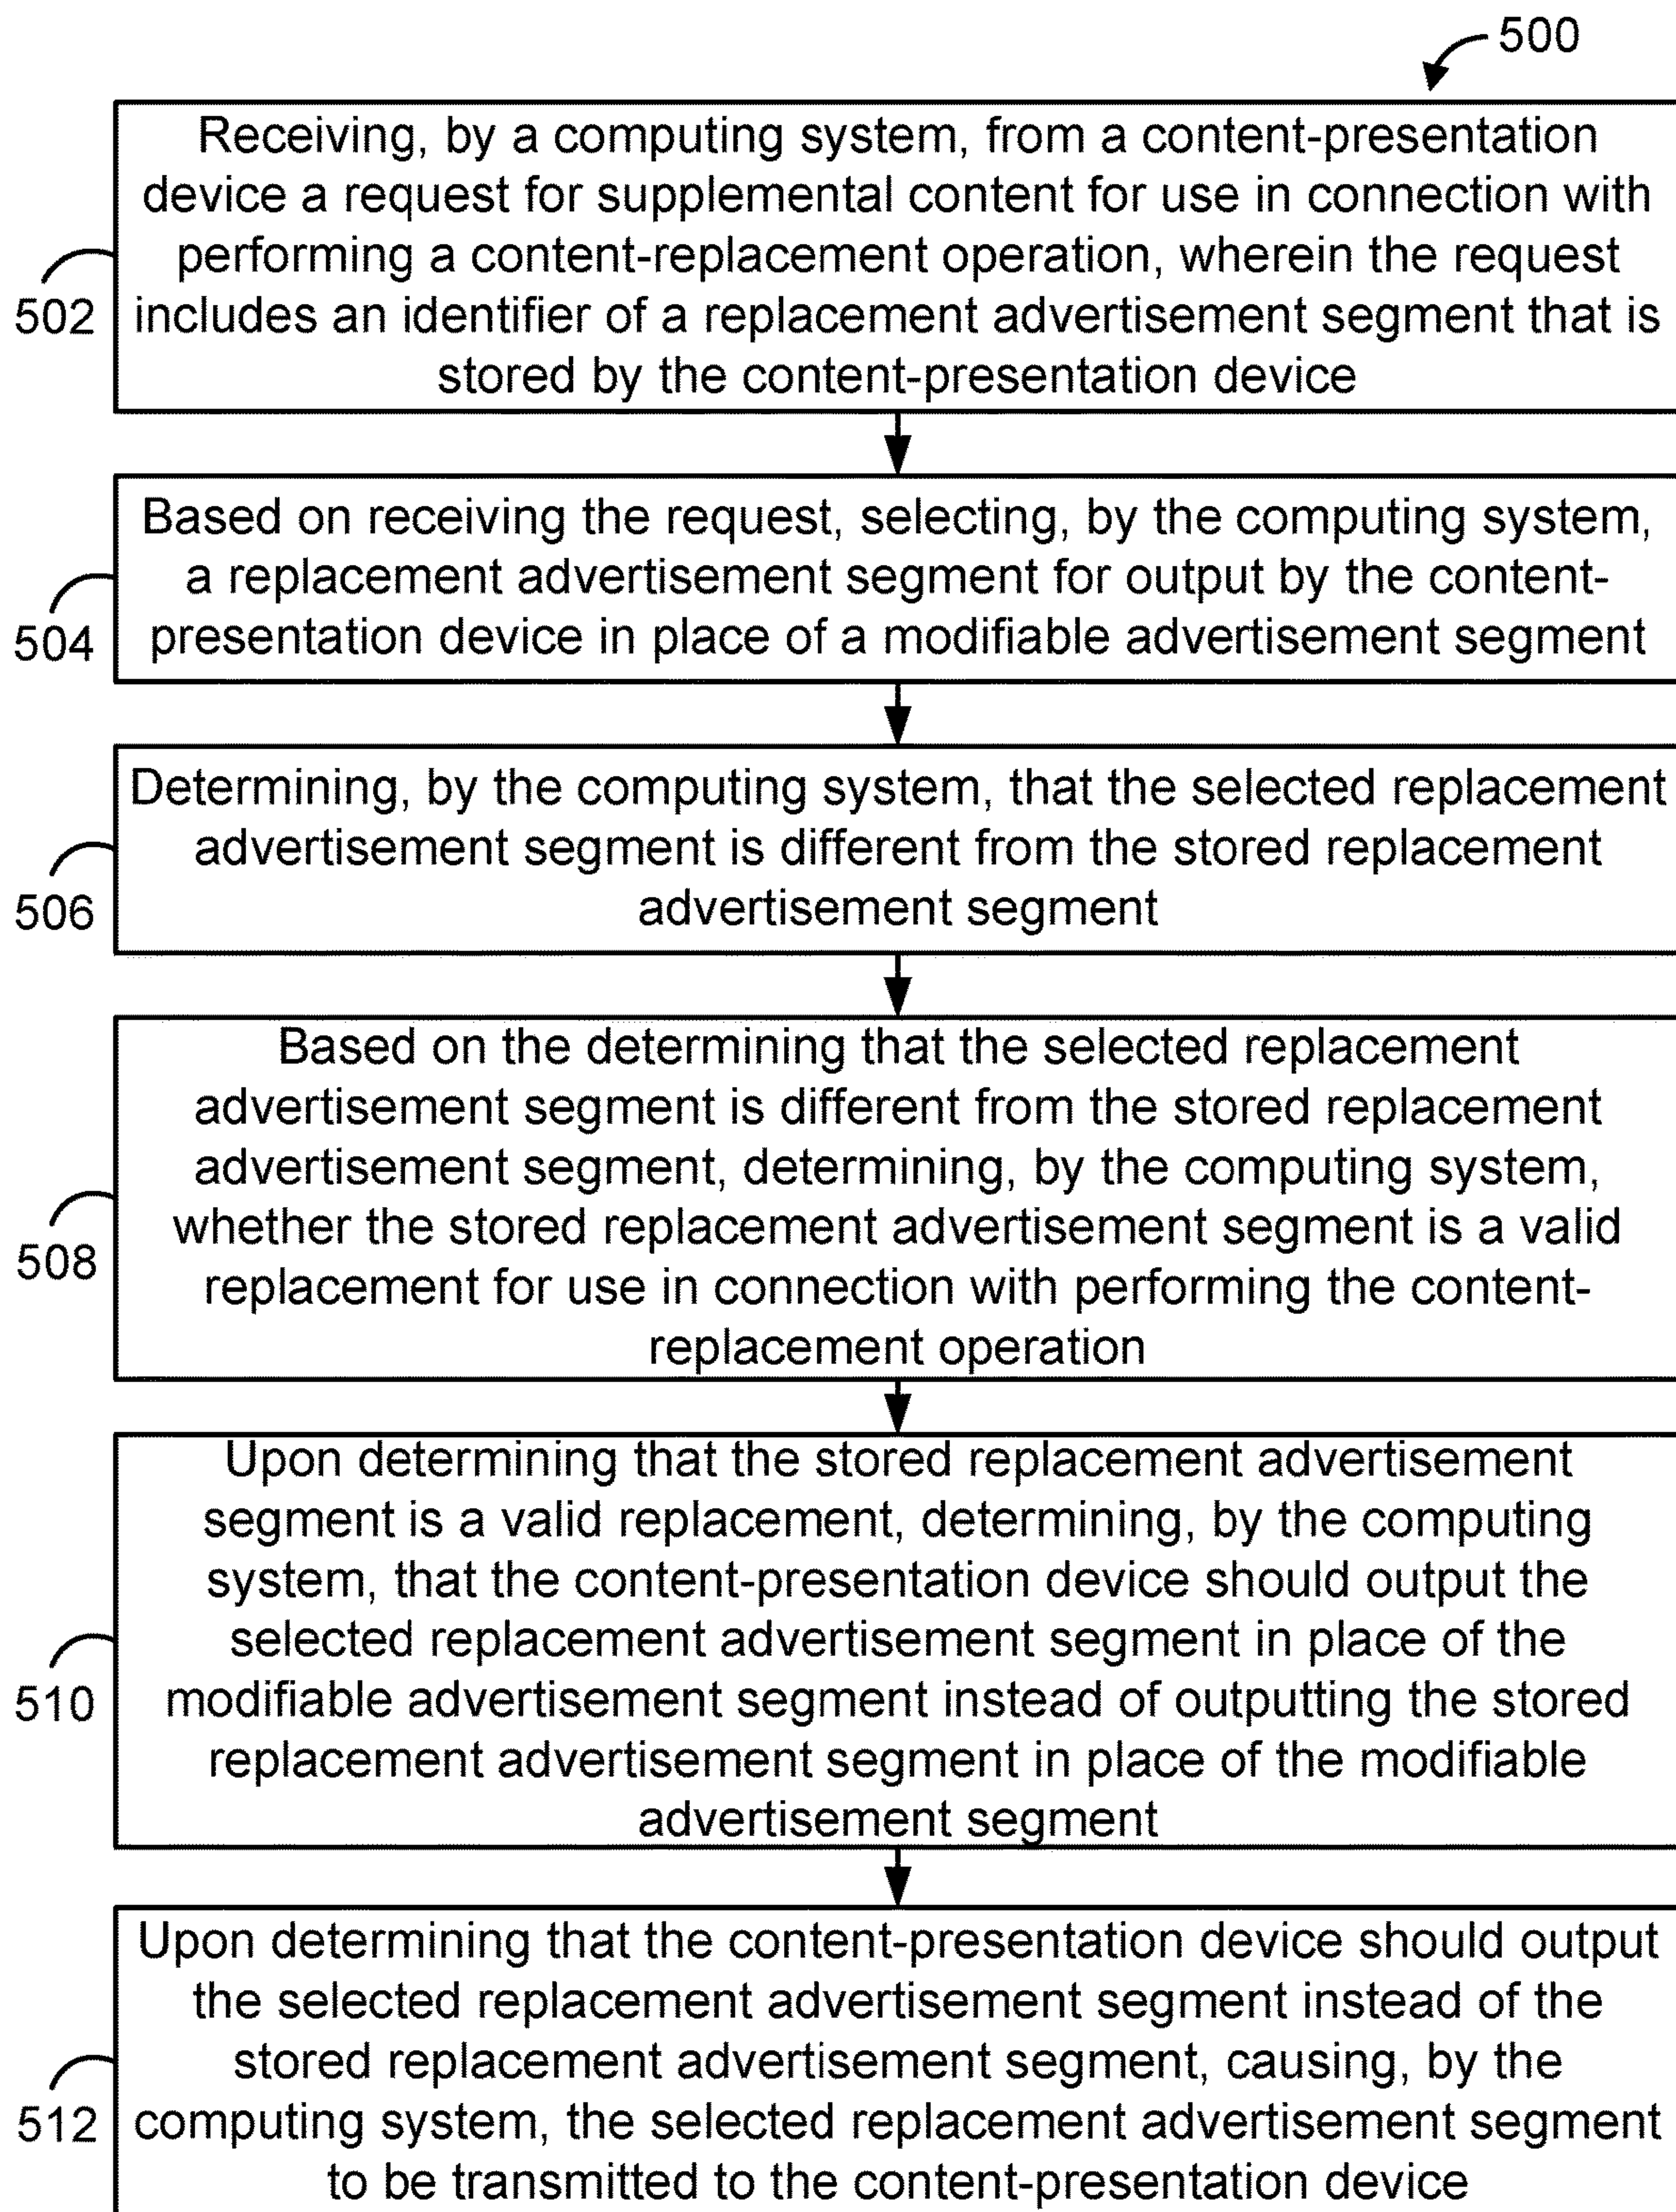 500
Receiving, by a computing system, from a content-presentation
device a request for supplemental content for use in connection with
performing a content-replacement operation, wherein the request
includes an identifier of a replacement advertisement segment that is
stored by the content-presentation device
502
Based on receiving the request, selecting, by the computing system,
a replacement advertisement segment for output by the content-
presentation device in place of a modifiable advertisement segment
504
Determining, by the computing system, that the selected replacement
advertisement segment is different from the stored replacement
advertisement segment
506
Based on the determining that the selected replacement
advertisement segment is different from the stored replacement
advertisement segment, determining, by the computing system,
whether the stored replacement advertisement segment is a valid
replacement for use in connection with performing the content-
replacement operation
508
Upon determining that the stored replacement advertisement
segment is a valid replacement, determining, by the computing
system, that the content-presentation device should output the
selected replacement advertisement segment in place of the
modifiable advertisement segment instead of outputting the stored
replacement advertisement segment in place of the modifiable
advertisement segment
510
Upon determining that the content-presentation device should output
the selected replacement advertisement segment instead of the
stored replacement advertisement segment, causing, by the
computing system, the selected replacement advertisement segment
to be transmitted to the content-presentation device
512